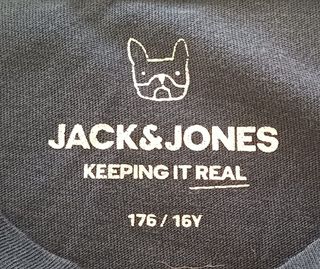 JACK&JONES
KEEPING IT REAL
176 / 16Y